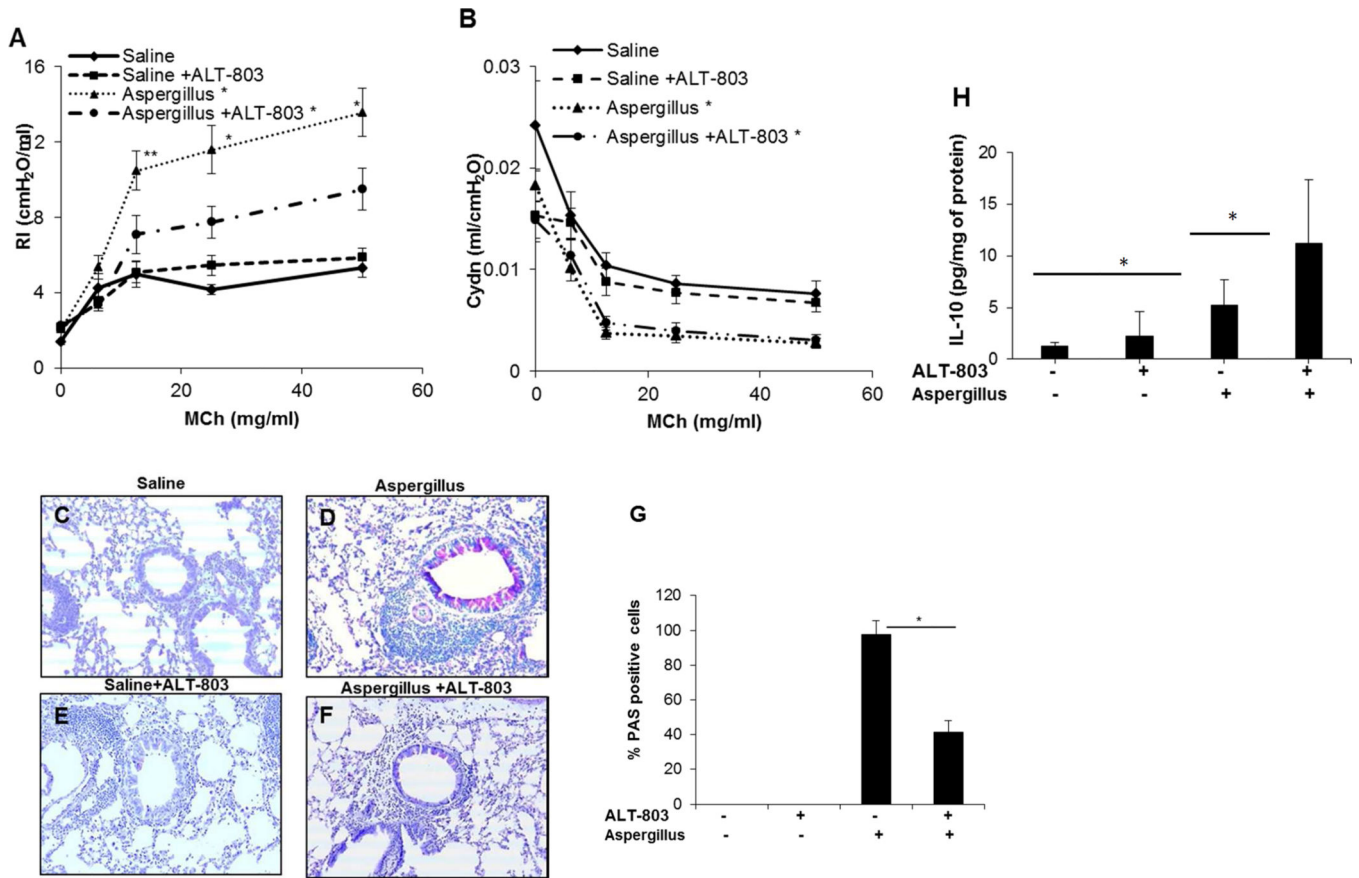 A
Saline
Saline +ALT-803
Aspergillus *
Aspergillus +ALT-803 *
16
12
8
4
0
RI (cmH₂O/ml)
**
*
*
0
20
40
60
MCh (mg/ml)
B
Saline
Saline +ALT-803
Aspergillus *
Aspergillus +ALT-803 *
0.03
0.02
0.01
0
Cydn (ml/cmH₂O)
0
20
40
60
MCh (mg/ml)
H
20
15
10
5
0
IL-10 (pg/mg of protein)
*
*
ALT-803 - + - +
Aspergillus - - + +
Saline
C
Aspergillus
D
Saline+ALT-803
E
Aspergillus +ALT-803
F
G
120
100
80
60
40
20
0
% PAS positive cells
*
ALT-803 - + - +
Aspergillus - - + +